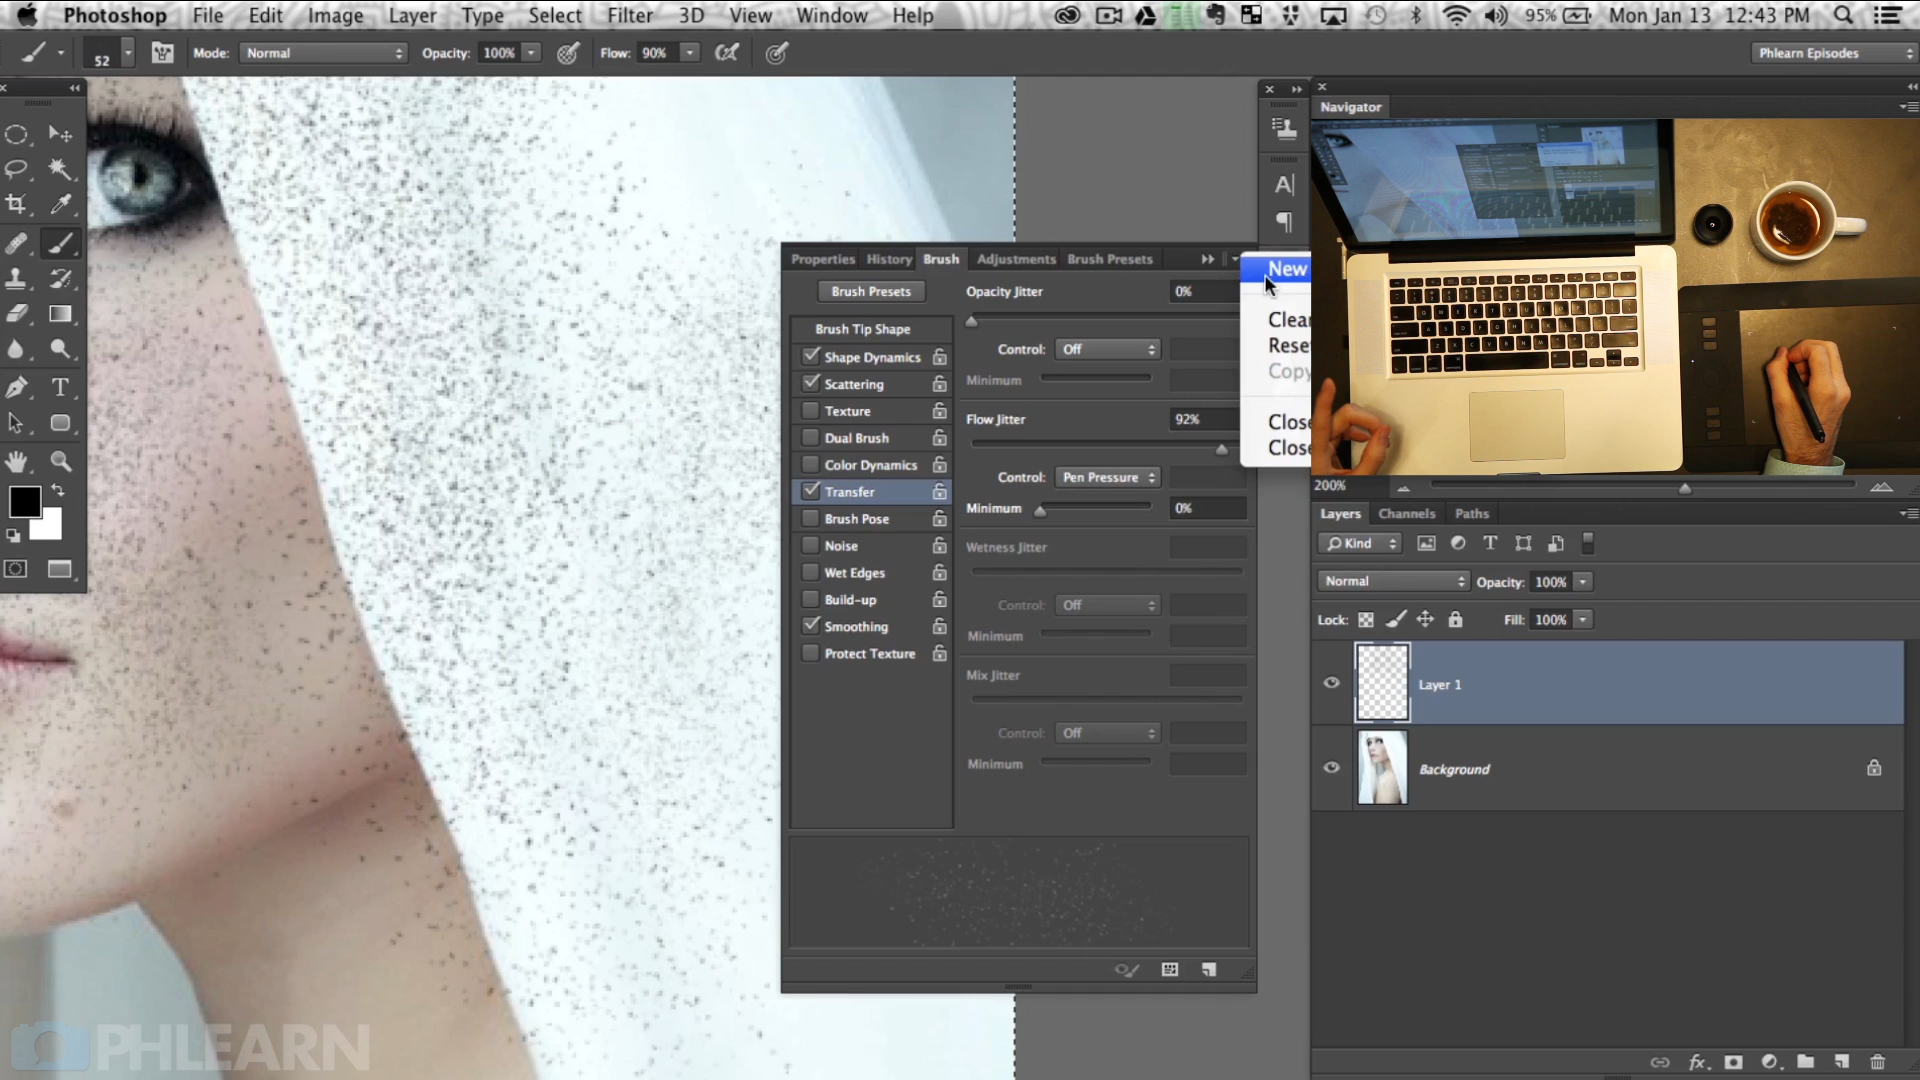 Photoshop File Edit Image Layer Type Select Filter 3D View Window Help 95% Mon Jan 13 12:43 PM
52 Mode: Normal Opacity: 100% Flow: 90% Phlearn Episodes
Navigator
A
Properties History Brush Adjustments Brush Presets
New
Brush Presets Opacity Jitter 0%
Brush Tip Shape
Clear
Shape Dynamics Control: Off
Reset
Scattering Minimum
Copy
Texture Flow Jitter 92%
Close
Dual Brush
Close
Color Dynamics Control: Pen Pressure
Transfer Minimum 0%
200%
Brush Pose
Layers Channels Paths
Noise Wetness Jitter
Kind
Wet Edges
Normal Opacity: 100%
Build-up Control: Off
Lock: Fill: 100%
Smoothing Minimum
Protect Texture Mix Jitter
Layer 1
Control: Off
Minimum
Background
PHLEARN